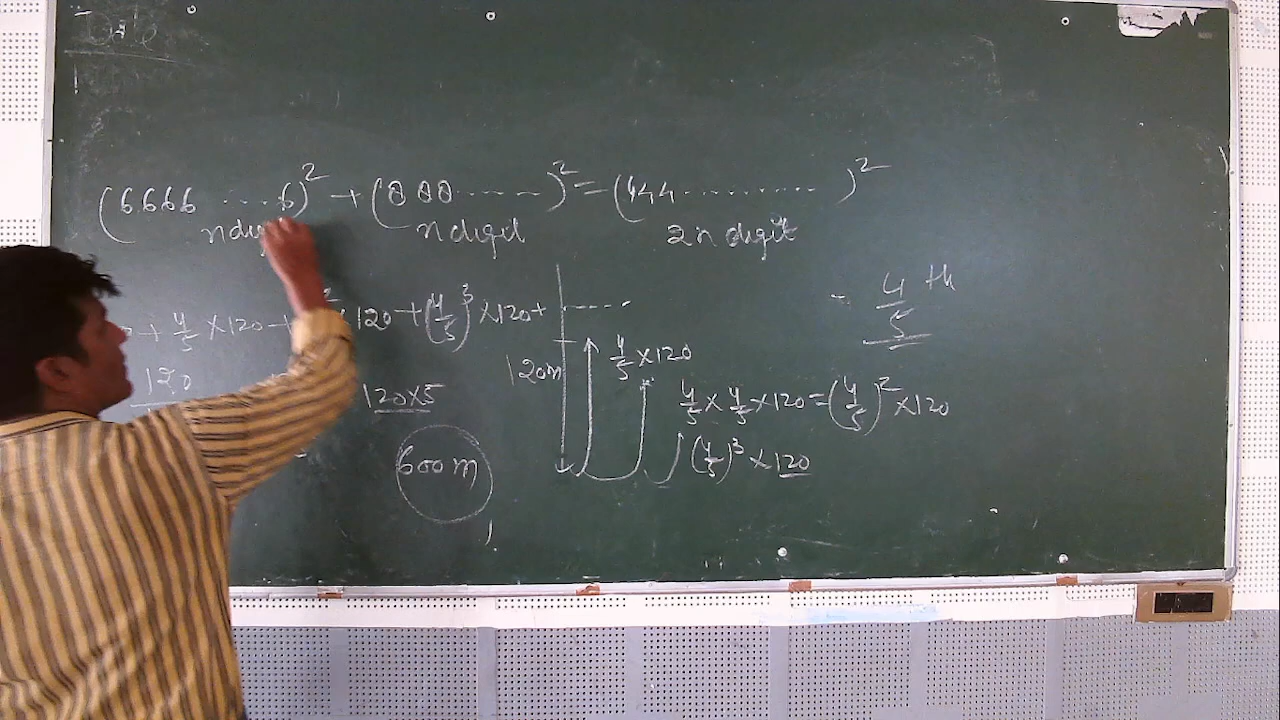 (6666 ....6)² + (888 ------ )² = (444 ......... )²
n digit n digit 2n digit
+ 4/5 × 120 + × 120 + (4/5)³ × 120 +
4/5 th
120m
4/5 × 120
120
120×5
4/5 × 4/5 × 120 = (4/5)² × 120
600 m
(4/5)³ × 120